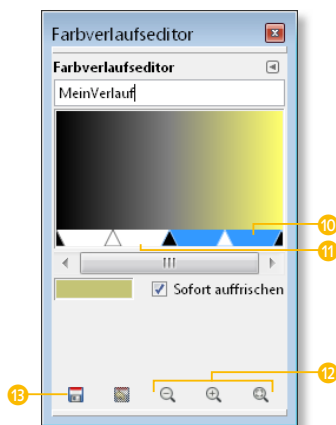 Farbverlaufseditor
Farbverlaufseditor
MeinVerlauf
10
11
Sofort auffrischen
12
13